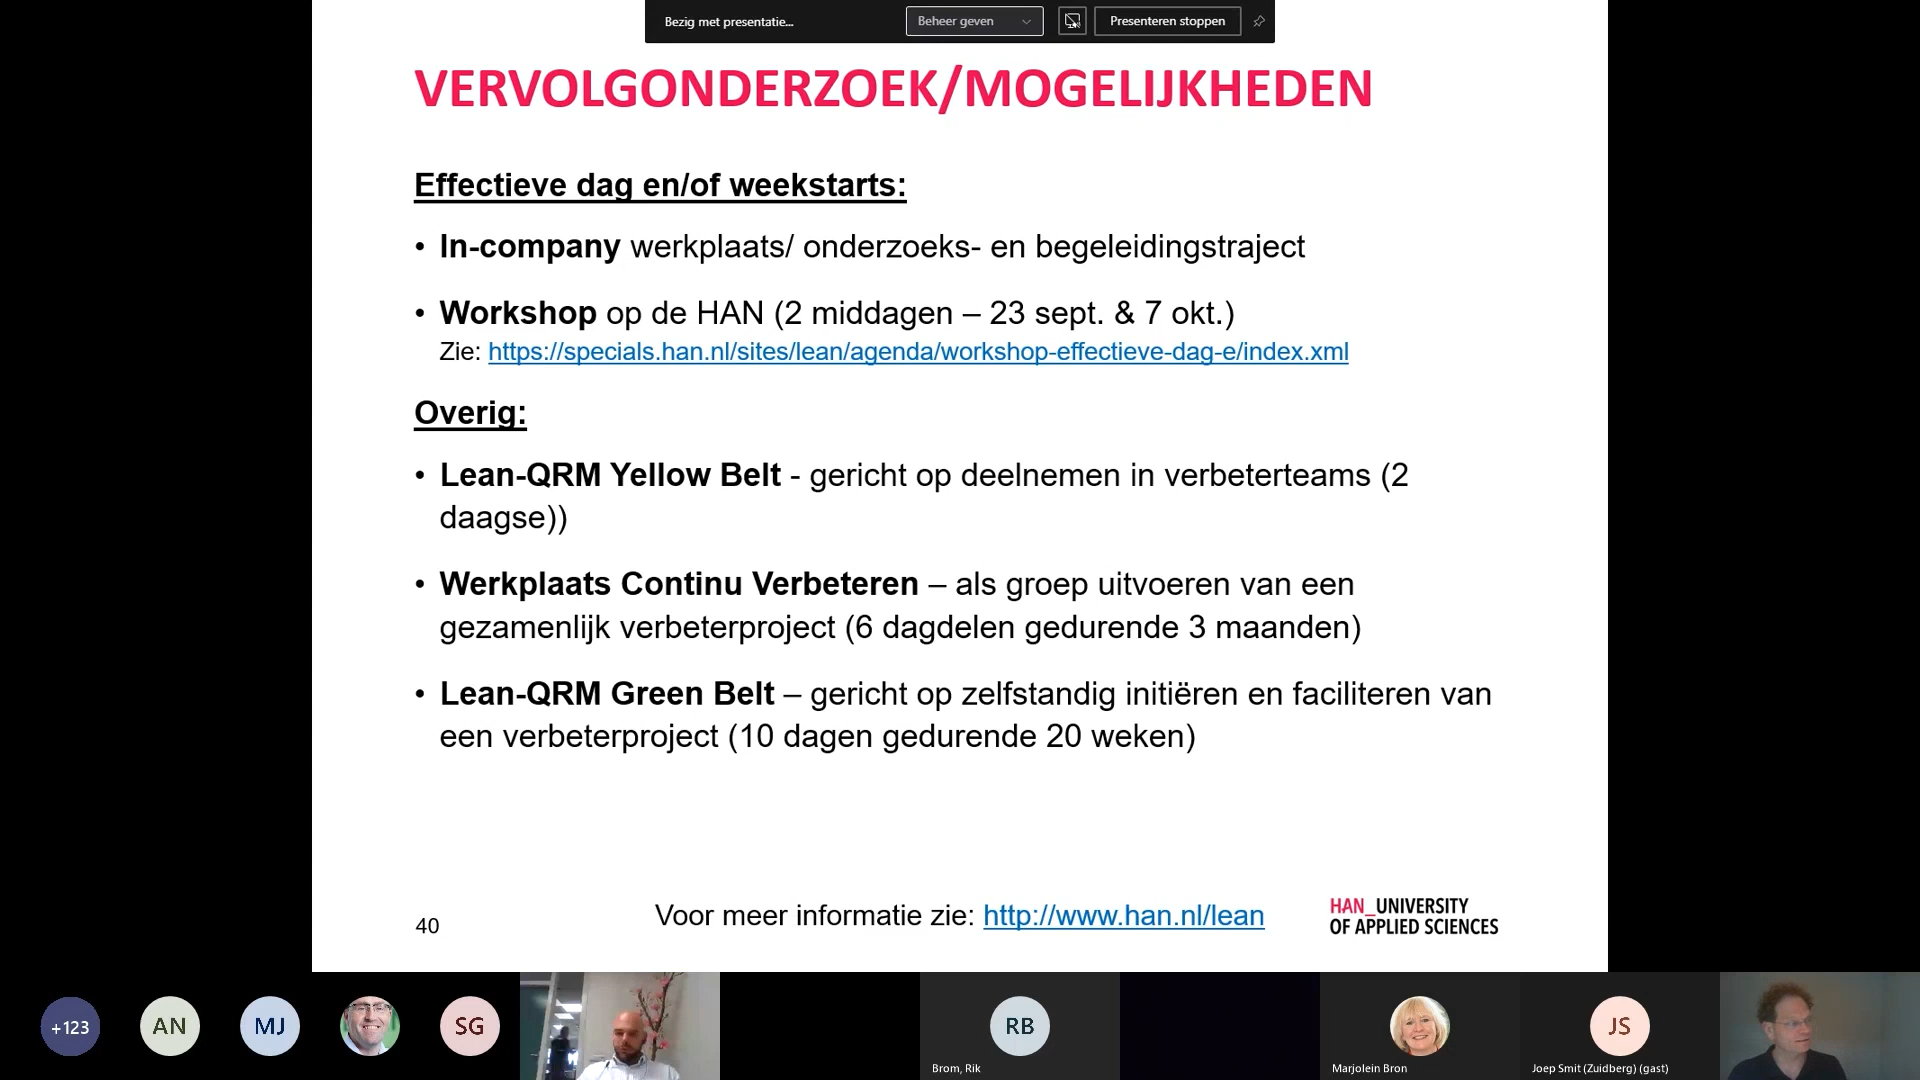 Bezig met presentatie...
Beheer geven
Presenteren stoppen
VERVOLGONDERZOEK/MOGELIJKHEDEN
Effectieve dag en/of weekstarts:
• In-company werkplaats/ onderzoeks- en begeleidingstraject
• Workshop op de HAN (2 middagen – 23 sept. & 7 okt.)
Zie: https://specials.han.nl/sites/lean/agenda/workshop-effectieve-dag-e/index.xml
Overig:
• Lean-QRM Yellow Belt - gericht op deelnemen in verbeterteams (2
daagse))
• Werkplaats Continu Verbeteren – als groep uitvoeren van een
gezamenlijk verbeterproject (6 dagdelen gedurende 3 maanden)
• Lean-QRM Green Belt – gericht op zelfstandig initiëren en faciliteren van
een verbeterproject (10 dagen gedurende 20 weken)
40
Voor meer informatie zie: http://www.han.nl/lean
HAN_UNIVERSITY
OF APPLIED SCIENCES
+123
AN
MJ
SG
RB
Brom, Rik
Marjolein Bron
JS
Joep Smit (Zuidberg) (gast)